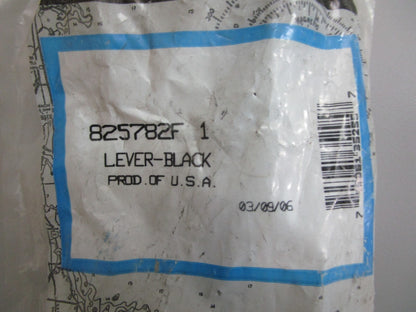 825782F 1
LEVER-BLACK
PROD.OF U.S.A.
03/09/06